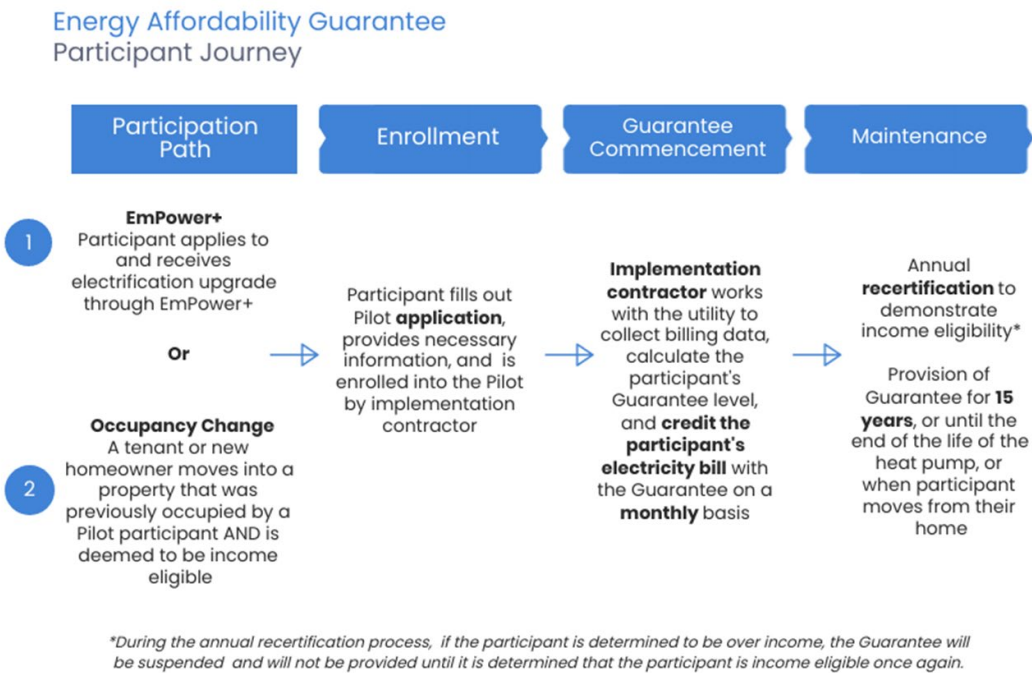 Energy Affordability Guarantee
Participant Journey
Participation
Path
Enrollment
Guarantee
Commencement
Maintenance
1
EmPower+
Participant applies to
and receives
electrification upgrade
through EmPower+
Or
2
Occupancy Change
A tenant or new
homeowner moves into a
property that was
previously occupied by a
Pilot participant AND is
deemed to be income
eligible
Participant fills out
Pilot application,
provides necessary
information, and is
enrolled into the Pilot
by implementation
contractor
Implementation
contractor works
with the utility to
collect billing data,
calculate the
participant's
Guarantee level,
and credit the
participant's
electricity bill with
the Guarantee on a
monthly basis
Annual
recertification to
demonstrate
income eligibility*
Provision of
Guarantee for 15
years, or until the
end of the life of the
heat pump, or
when participant
moves from their
home
*During the annual recertification process, if the participant is determined to be over income, the Guarantee will
be suspended and will not be provided until it is determined that the participant is income eligible once again.